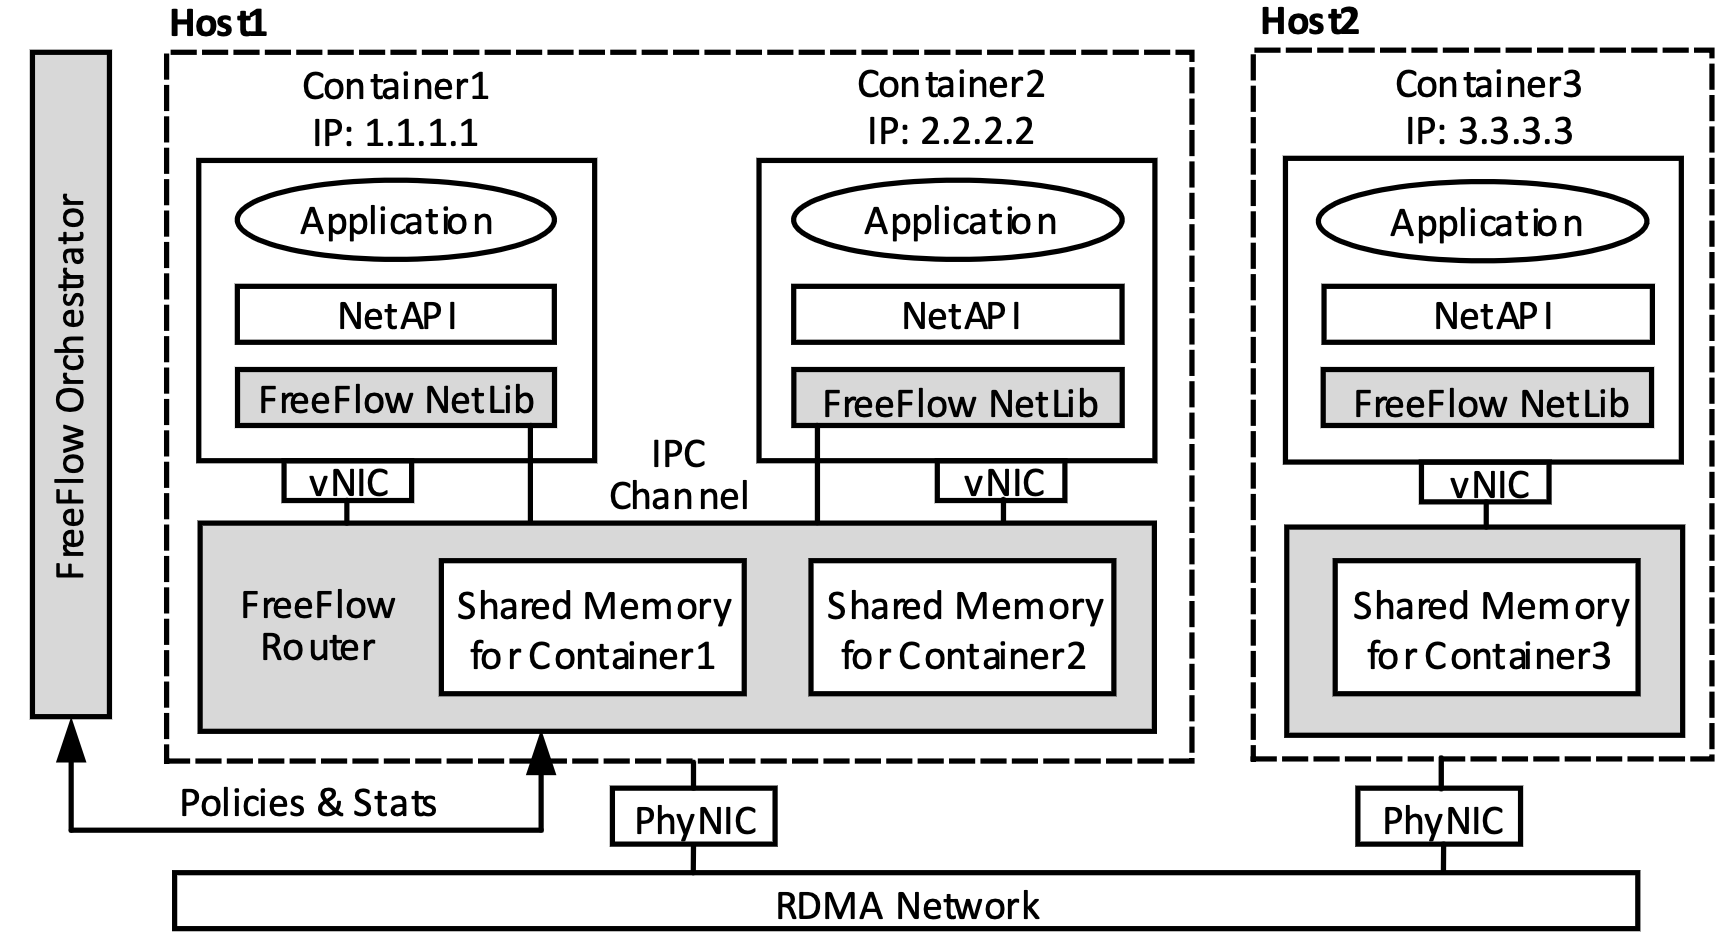 Host1
Host2
FreeFlow Orchestrator
Container1
IP: 1.1.1.1
Application
NetAPI
FreeFlow NetLib
vNIC
Container2
IP: 2.2.2.2
Application
NetAPI
FreeFlow NetLib
vNIC
IPC
Channel
Container3
IP: 3.3.3.3
Application
NetAPI
FreeFlow NetLib
vNIC
FreeFlow
Router
Shared Memory
for Container1
Shared Memory
for Container2
Shared Memory
for Container3
Policies & Stats
PhyNIC
PhyNIC
RDMA Network